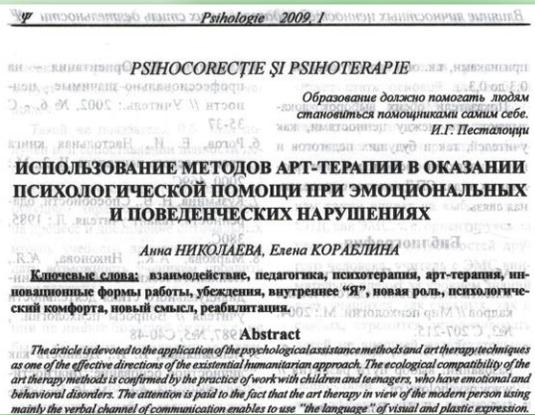 Ψ Psihologie 2009, 1
PSIHOCORECŢIE ŞI PSIHOTERAPIE
Образование должно помогать людям
становиться помощниками самим себе.
И.Г. Песталоцци
ИСПОЛЬЗОВАНИЕ МЕТОДОВ АРТ-ТЕРАПИИ В ОКАЗАНИИ
ПСИХОЛОГИЧЕСКОЙ ПОМОЩИ ПРИ ЭМОЦИОНАЛЬНЫХ
И ПОВЕДЕНЧЕСКИХ НАРУШЕНИЯХ
Анна НИКОЛАЕВА, Елена КОРАБЛИНА
Ключевые слова: взаимодействие, педагогика, психотерапия, арт-терапия, ин-
новационные формы работы, убеждения, внутреннее “Я”, новая роль, психологиче-
ский комфорта, новый смысл, реабилитация.
Abstract
The article is devoted to the application of the psychological assistance methods and art therapy techniques
as one of the effective directions of the existential humanitarian approach. The ecological compatibility of the
art therapy methods is confirmed by the practice of work with children and teenagers, who have emotional and
behavioral disorders. The attention is paid to the fact that the art therapy in view of the modern person using
mainly the verbal channel of communication enables to use "the language" of visual and plastic expression.